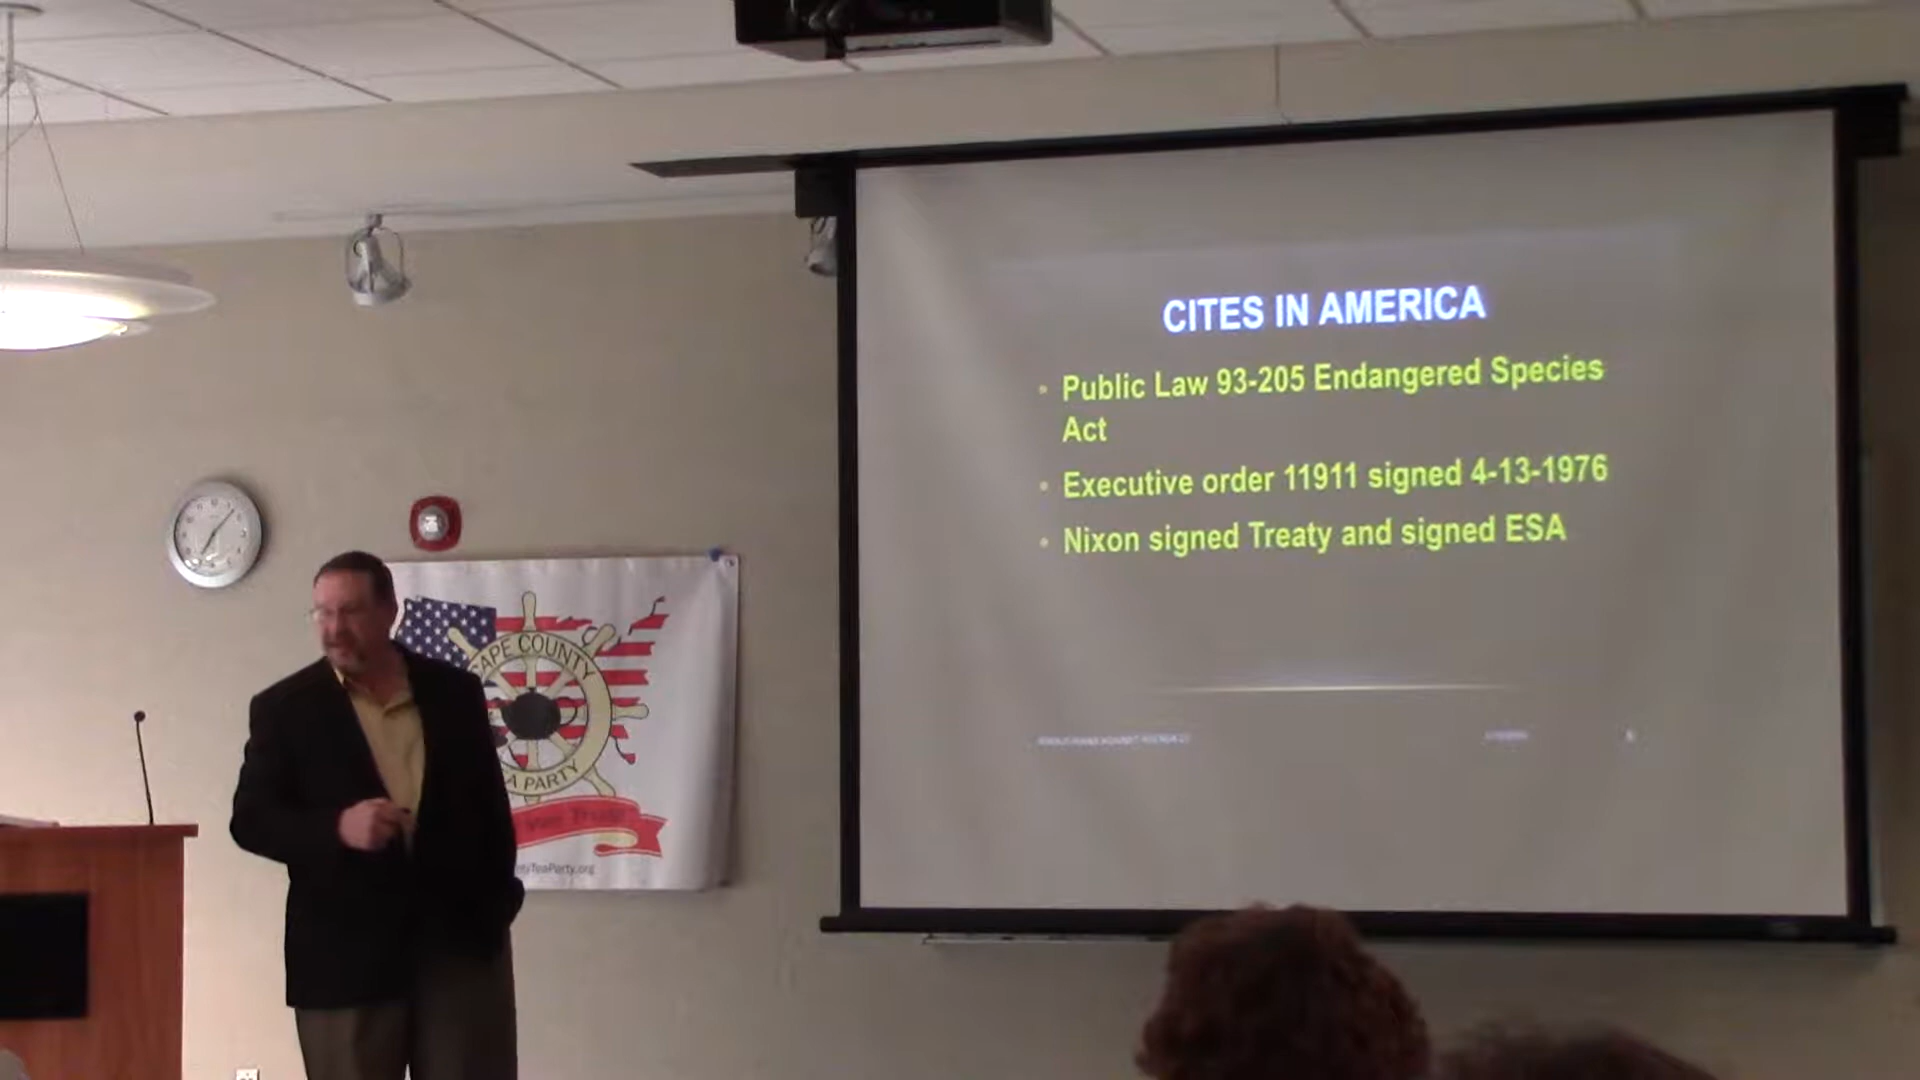 CITES IN AMERICA
• Public Law 93-205 Endangered Species
Act
• Executive order 11911 signed 4-13-1976
• Nixon signed Treaty and signed ESA
CAPE COUNTY
PARTY